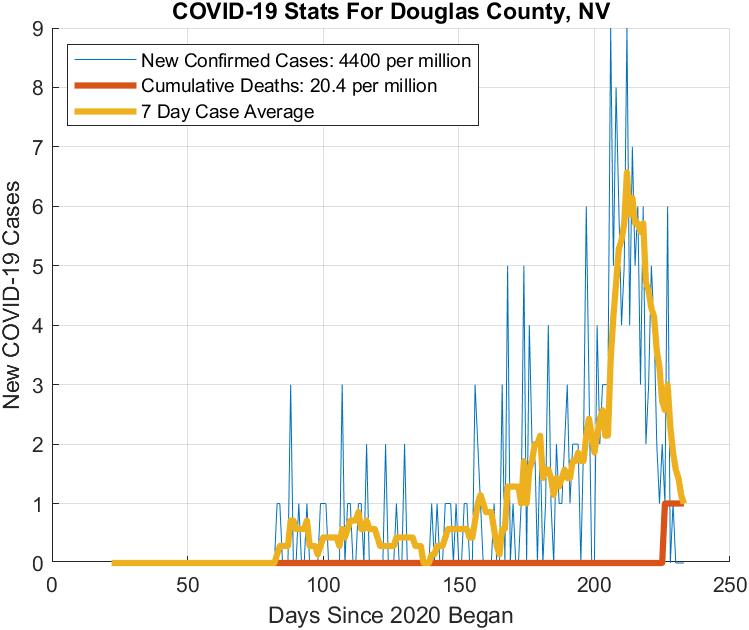 COVID-19 Stats For Douglas County, NV
New Confirmed Cases: 4400 per million
Cumulative Deaths: 20.4 per million
7 Day Case Average
New COVID-19 Cases
9
8
7
6
5
4
3
2
1
0
0 50 100 150 200 250
Days Since 2020 Began